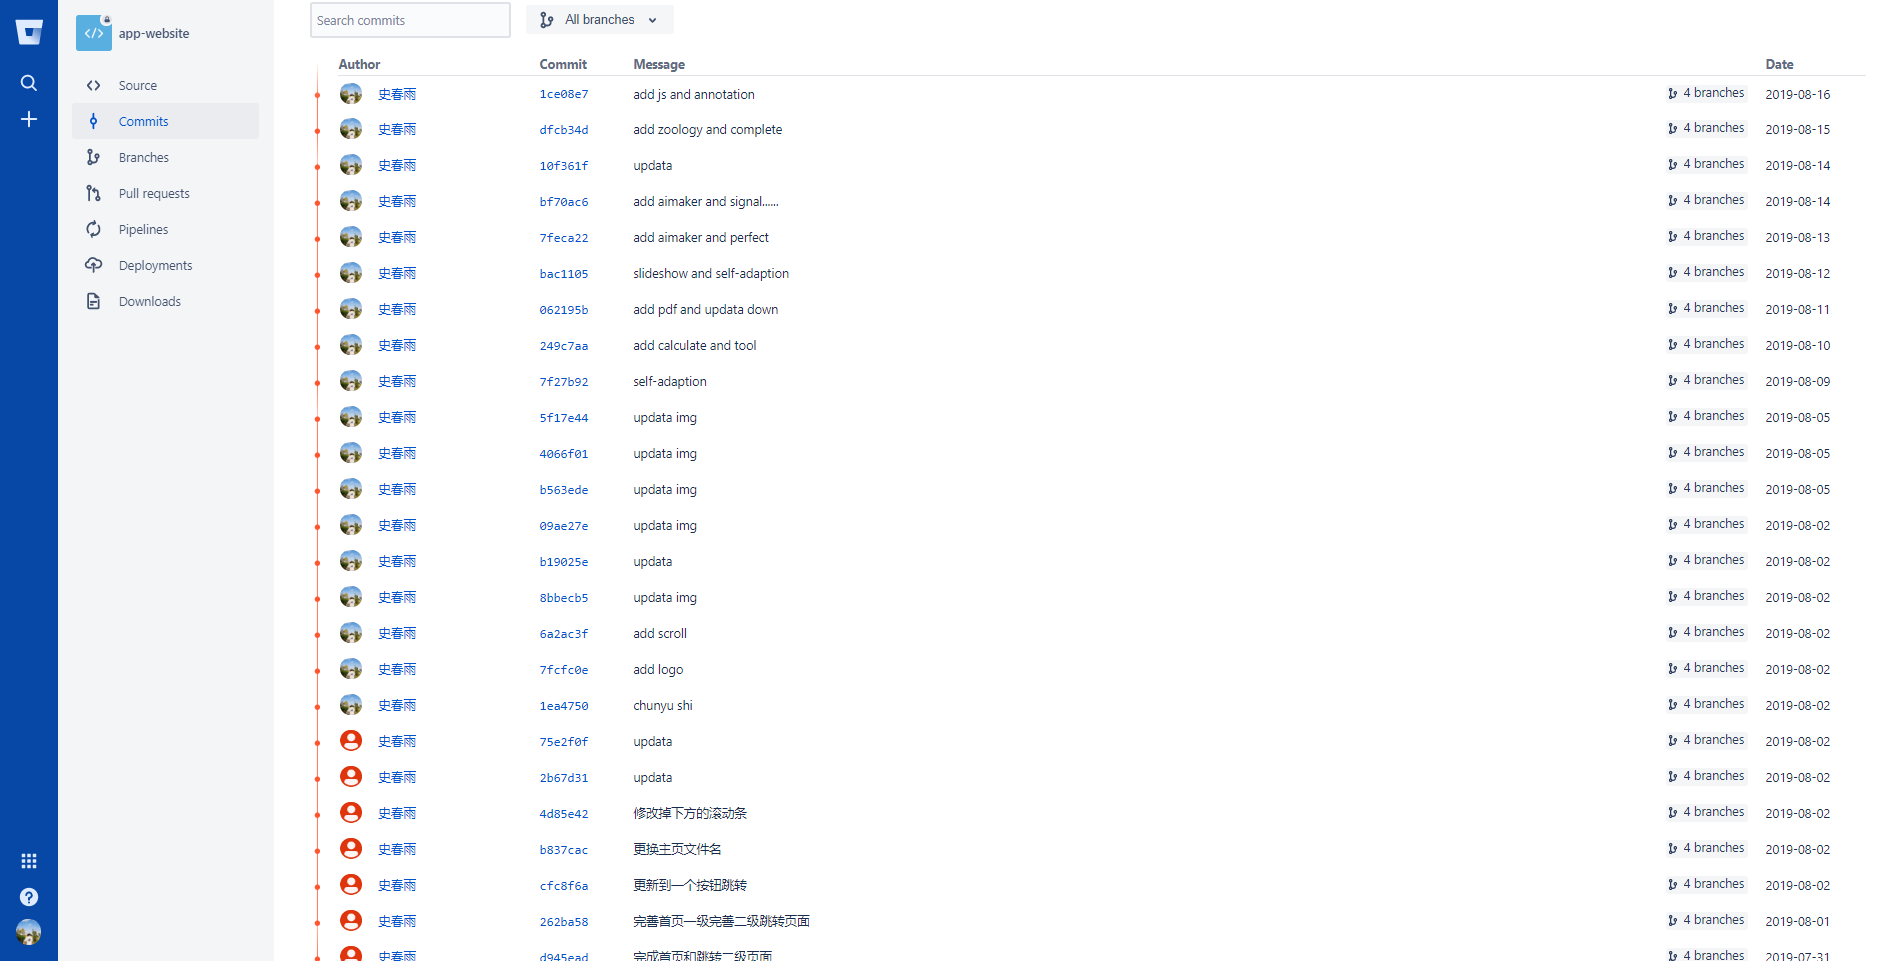 app-website
Source
Commits
Branches
Pull requests
Pipelines
Deployments
Downloads
Search commits
All branches
Author Commit Message Date
史春雨 1ce08e7 add js and annotation 4 branches 2019-08-16
史春雨 dfcb34d add zoology and complete 4 branches 2019-08-15
史春雨 10f361f updata 4 branches 2019-08-14
史春雨 bf70ac6 add aimaker and signal...... 4 branches 2019-08-14
史春雨 7feca22 add aimaker and perfect 4 branches 2019-08-13
史春雨 bac1105 slideshow and self-adaption 4 branches 2019-08-12
史春雨 062195b add pdf and updata down 4 branches 2019-08-11
史春雨 249c7aa add calculate and tool 4 branches 2019-08-10
史春雨 7f27b92 self-adaption 4 branches 2019-08-09
史春雨 5f17e44 updata img 4 branches 2019-08-05
史春雨 4066f01 updata img 4 branches 2019-08-05
史春雨 b563ede updata img 4 branches 2019-08-05
史春雨 09ae27e updata img 4 branches 2019-08-02
史春雨 b19025e updata 4 branches 2019-08-02
史春雨 8bbecb5 updata img 4 branches 2019-08-02
史春雨 6a2ac3f add scroll 4 branches 2019-08-02
史春雨 7fcfc0e add logo 4 branches 2019-08-02
史春雨 1ea4750 chunyu shi 4 branches 2019-08-02
史春雨 75e2f0f updata 4 branches 2019-08-02
史春雨 2b67d31 updata 4 branches 2019-08-02
史春雨 4d85e42 修改掉下方的滚动条 4 branches 2019-08-02
史春雨 b837cac 更换主页文件名 4 branches 2019-08-02
史春雨 cfc8f6a 更新到一个按钮跳转 4 branches 2019-08-02
史春雨 262ba58 完善首页一级完善二级跳转页面 4 branches 2019-08-01
史春雨 d945ead 完成首页和跳转二级页面 4 branches 2019-07-31